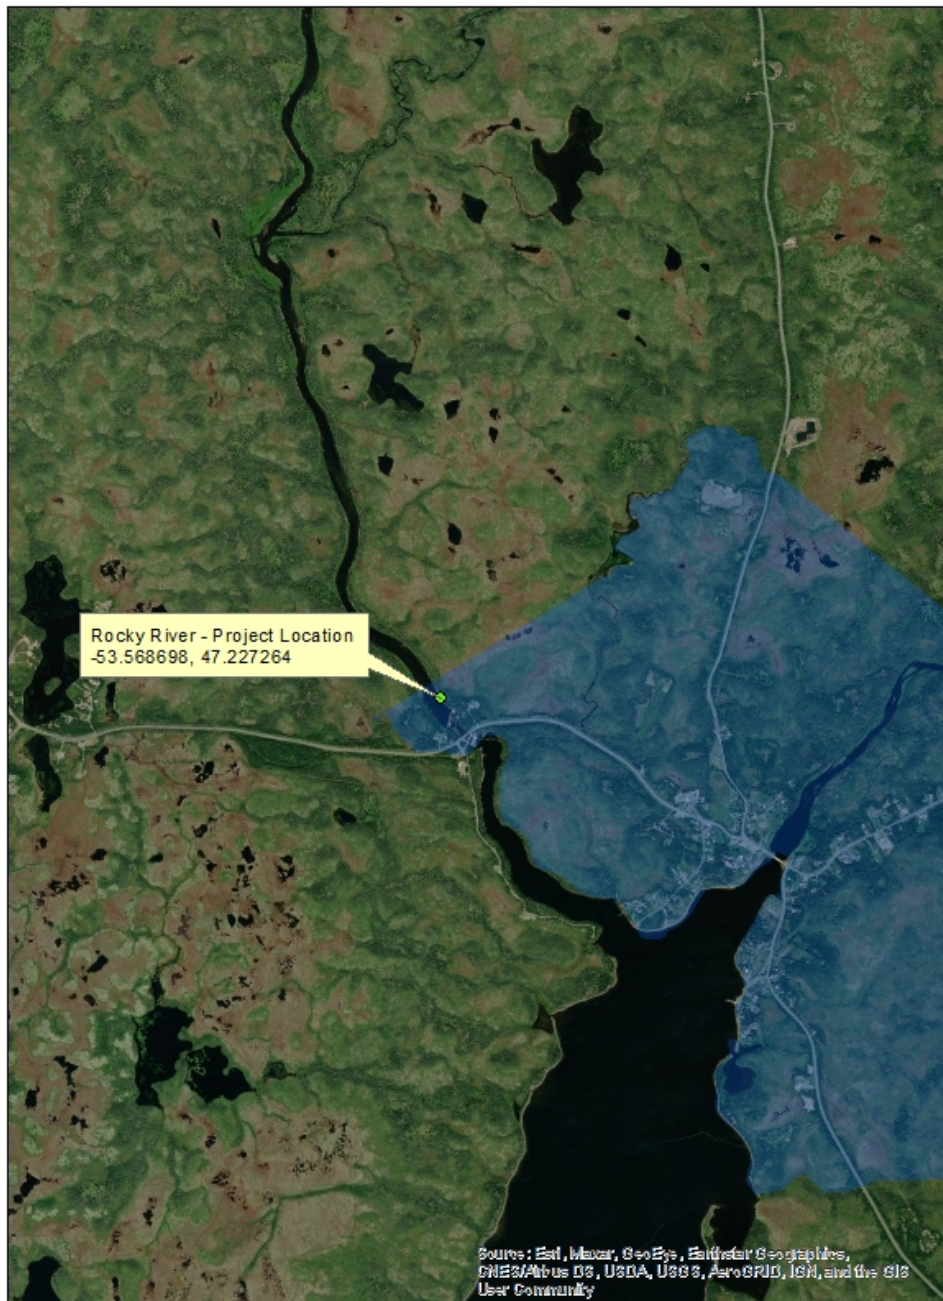 Rocky River - Project Location
-53.568698, 47.227264
Source: Esri, Maxar, GeoEye, Earthstar Geographics,
CNES/Airbus DS, USDA, USGS, AeroGRID, IGN, and the GIS
User Community